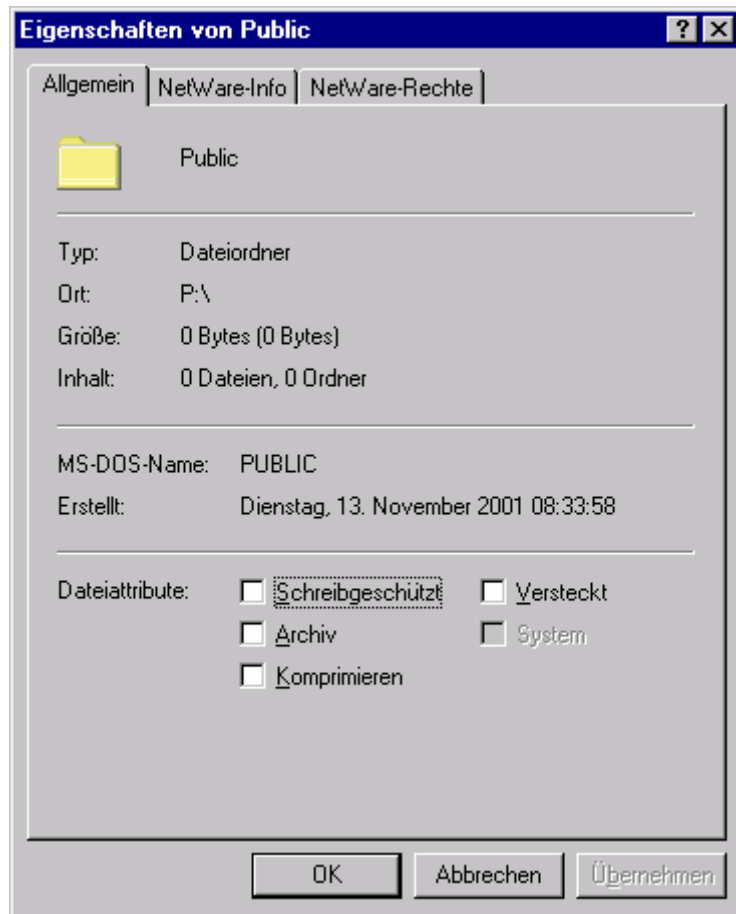 Eigenschaften von Public
Allgemein NetWare-Info NetWare-Rechte
Public
Typ: Dateiordner
Ort: P:\
Größe: 0 Bytes (0 Bytes)
Inhalt: 0 Dateien, 0 Ordner
MS-DOS-Name: PUBLIC
Erstellt: Dienstag, 13. November 2001 08:33:58
Dateiattribute: Schreibgeschützt Versteckt
Archiv System
Komprimieren
OK Abbrechen Übernehmen